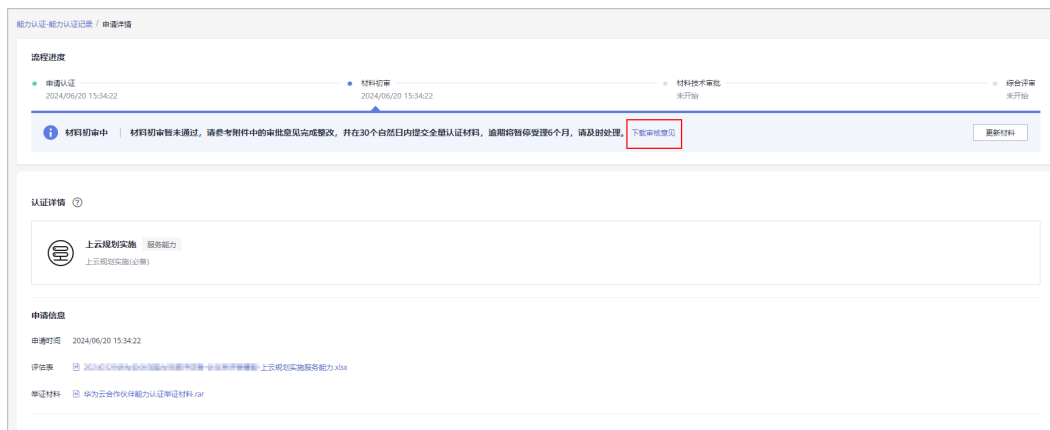 能力认证-能力认证记录 / 申请详情
流程进度
申请认证 材料初审 材料技术审批 综合评审
2024/06/20 15:34:22 2024/06/20 15:34:22 未开始 未开始
材料初审中 | 材料初审暂未通过，请参考附件中的审批意见完成整改，并在30个自然日内提交全量认证材料，逾期将暂停受理6个月，请及时处理。 下载审核意见 更新材料
认证详情
上云规划实施 服务能力
上云规划实施(必备)
申请信息
申请时间 2024/06/20 15:34:22
评估表 上云规划实施服务能力.xlsx
举证材料 华为云合作伙伴能力认证举证材料.rar